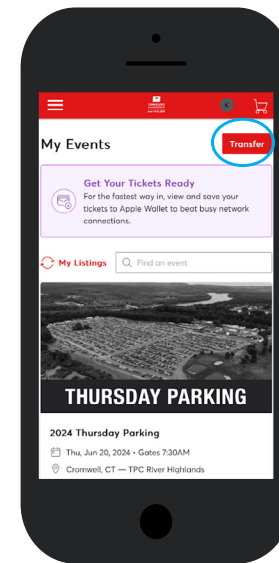 TRAVELERS
K
My Events
Transfer
Get Your Tickets Ready
For the fastest way in, view and save your
tickets to Apple Wallet to beat busy network
connections.
My Listings
Find an event
THURSDAY PARKING
2024 Thursday Parking
Thu, Jun 20, 2024 • Gates 7:30AM
Cromwell, CT — TPC River Highlands